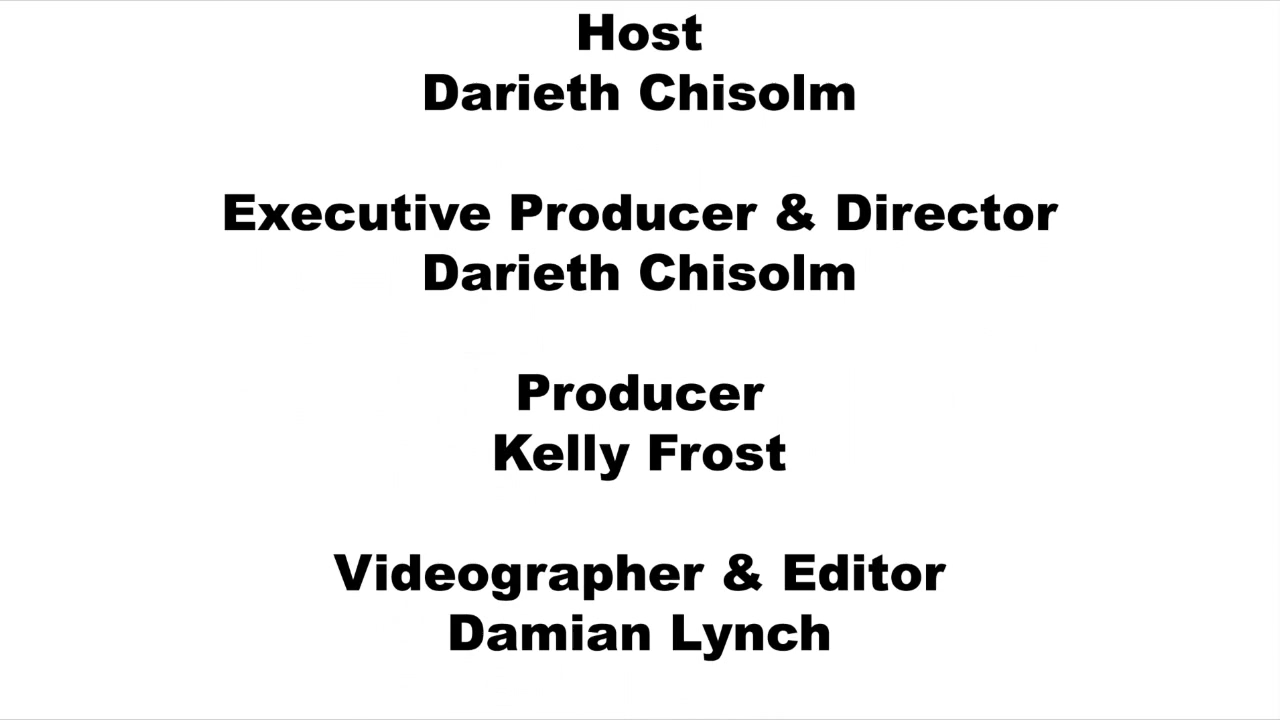 Host
Darieth Chisolm
Executive Producer & Director
Darieth Chisolm
Producer
Kelly Frost
Videographer & Editor
Damian Lynch